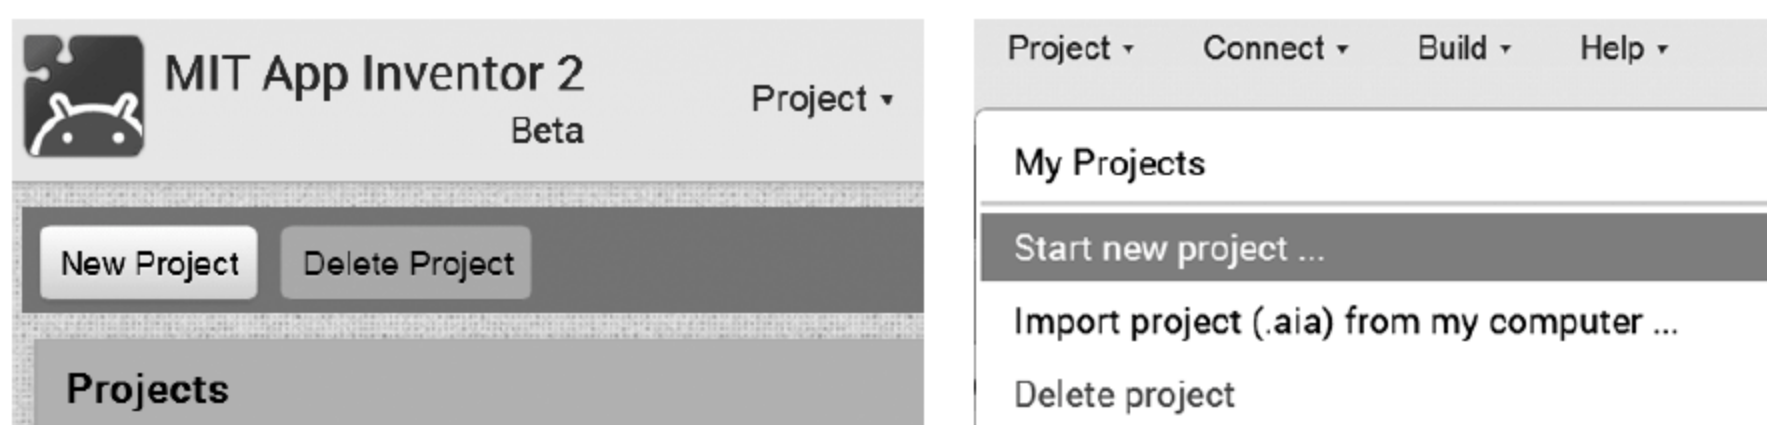 MIT App Inventor 2
Beta
Project
New Project
Delete Project
Projects
Project Connect Build Help
My Projects
Start new project ...
Import project (.aia) from my computer ...
Delete project